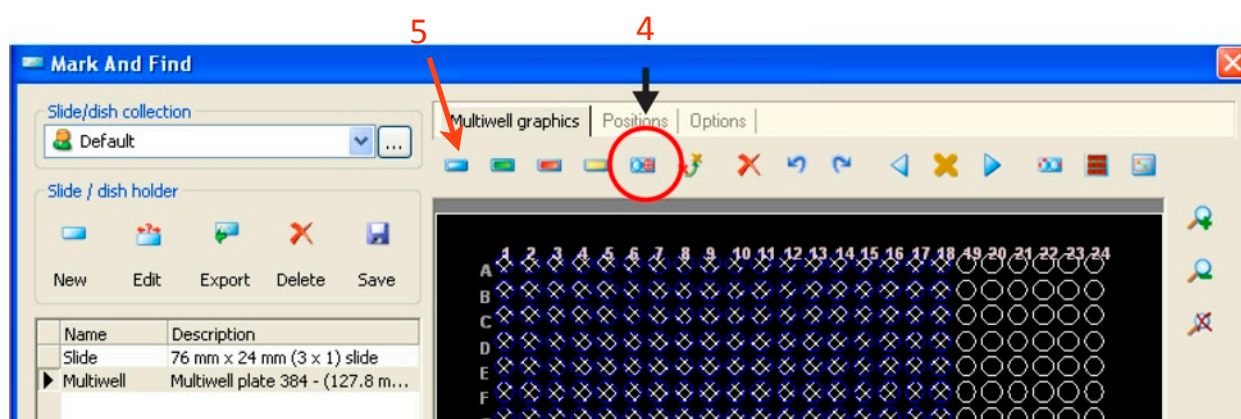 5 4
Mark And Find
Slide/dish collection
Default
...
Slide / dish holder
New Edit Export Delete Save
Name Description
Slide 76 mm x 24 mm (3 x 1) slide
Multiwell Multiwell plate 384 - (127.8 m...
Multiwell graphics Positions Options
1 2 3 4 5 6 7 8 9 10 11 12 13 14 15 16 17 18 19 20 21 22 23 24
A
B
C
D
E
F